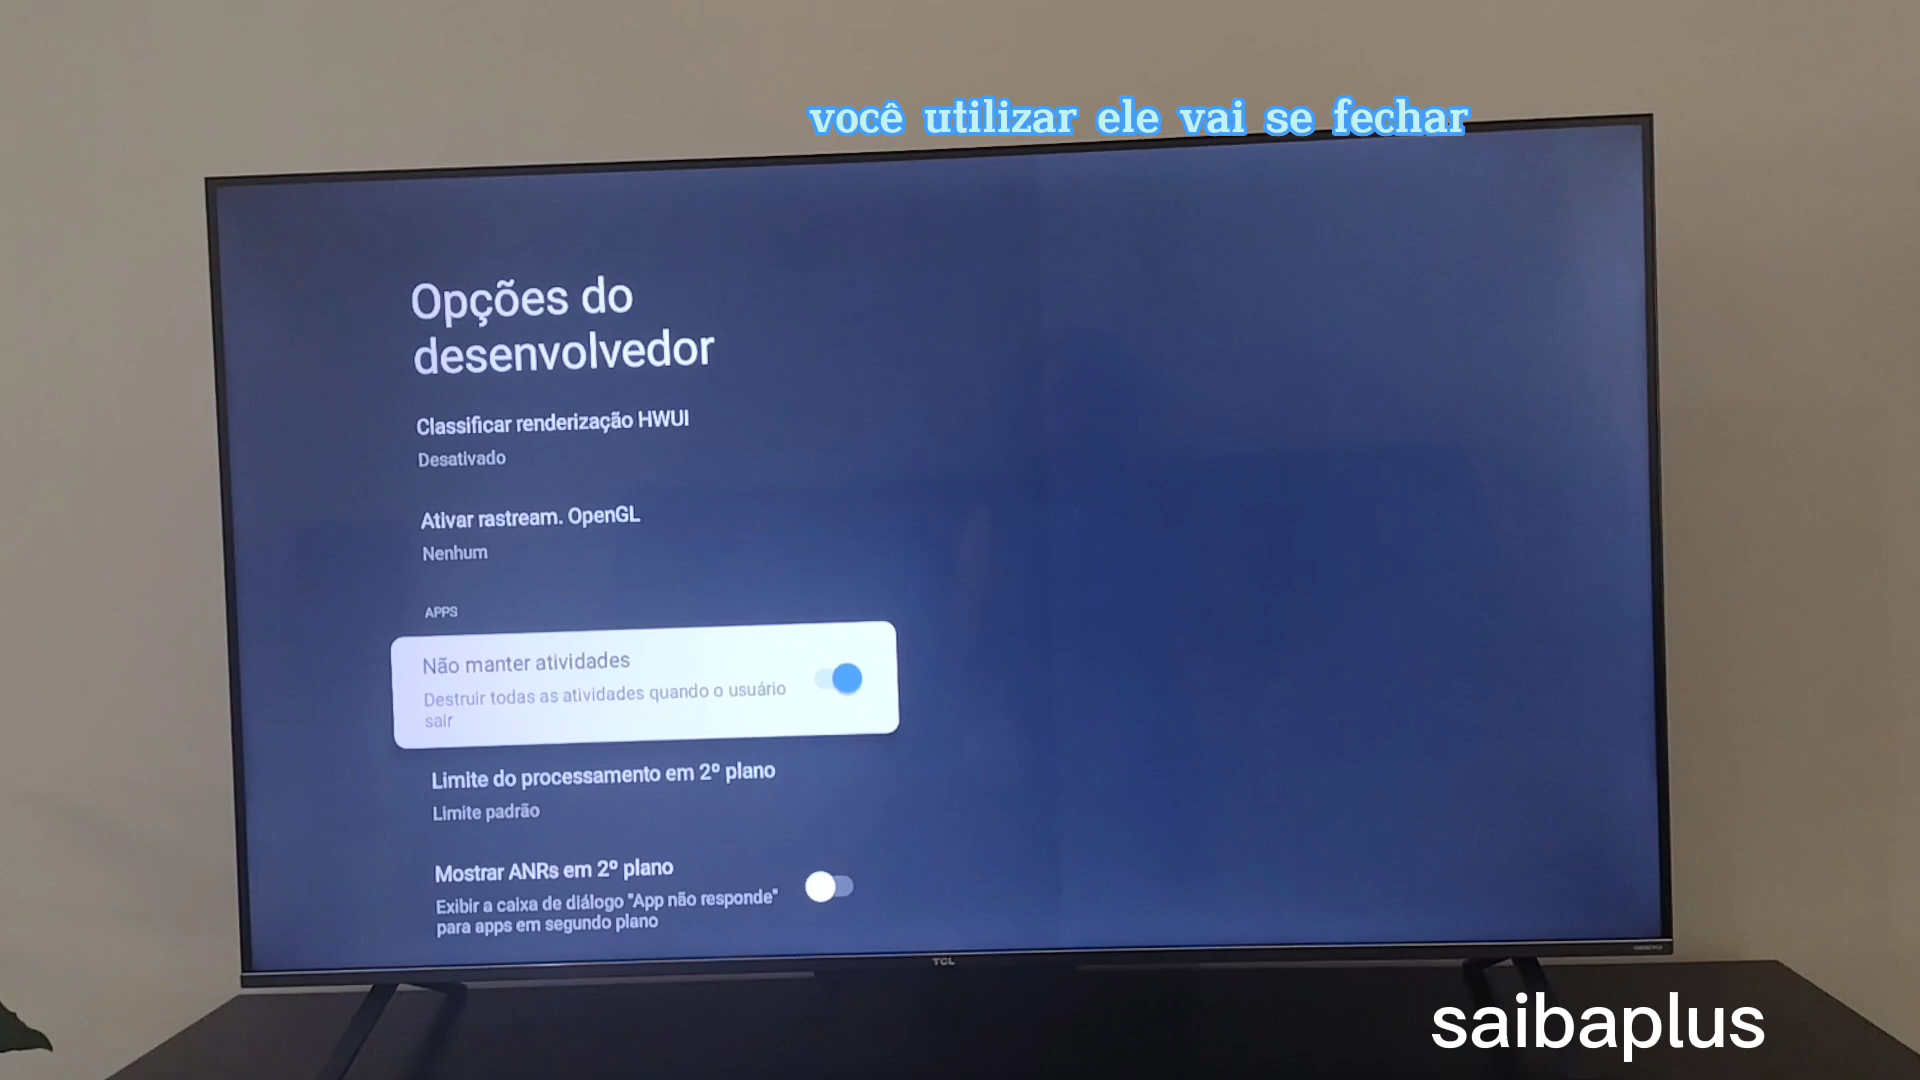 você utilizar ele vai se fechar
Opções do
desenvolvedor
Classificar renderização HWUI
Desativado
Ativar rastream. OpenGL
Nenhum
APPS
Não manter atividades
Destruir todas as atividades quando o usuário
sair
Limite do processamento em 2º plano
Limite padrão
Mostrar ANRs em 2º plano
Exibir a caixa de diálogo "App não responde"
para apps em segundo plano
TCL
ONKYO
saibaplus